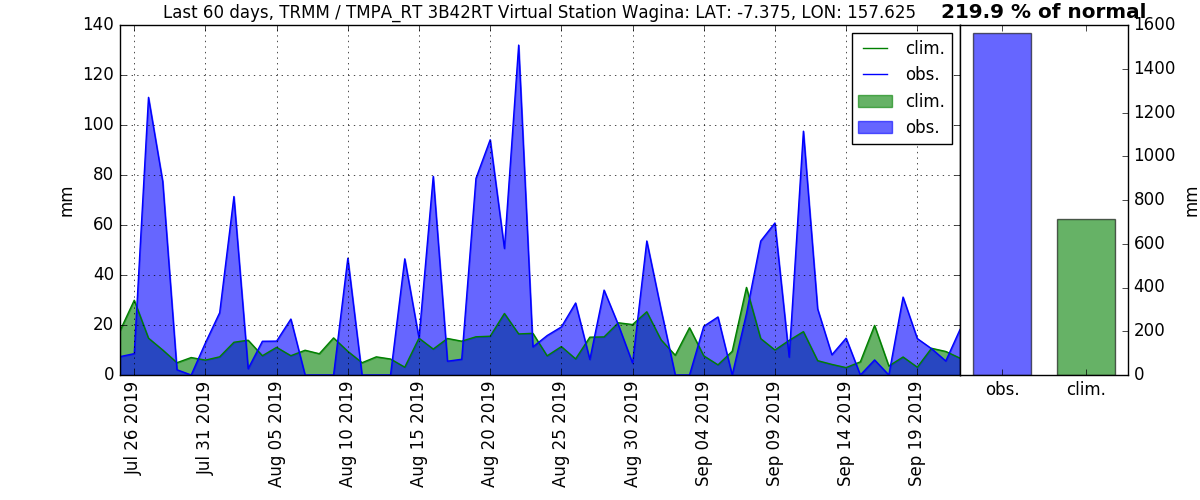 Last 60 days, TRMM / TMPA_RT 3B42RT Virtual Station Wagina: LAT: -7.375, LON: 157.625
219.9 % of normal
140
120
100
80
60
40
20
0
mm
clim.
obs.
clim.
obs.
Jul 26 2019
Jul 31 2019
Aug 05 2019
Aug 10 2019
Aug 15 2019
Aug 20 2019
Aug 25 2019
Aug 30 2019
Sep 04 2019
Sep 09 2019
Sep 14 2019
Sep 19 2019
1600
1400
1200
1000
800
600
400
200
0
mm
obs.
clim.